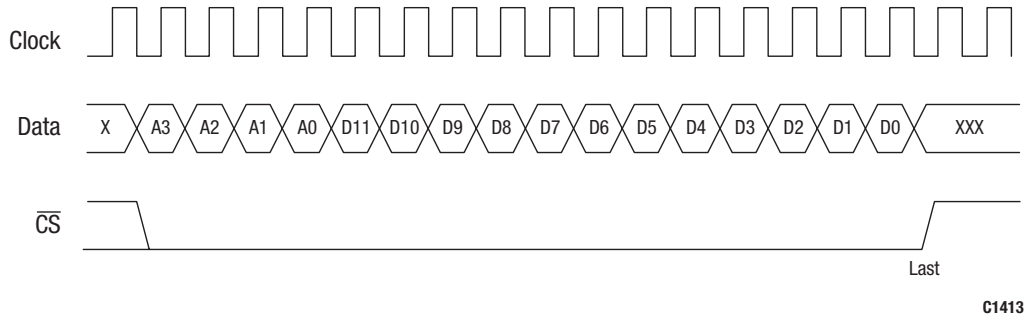 Clock
Data X A3 A2 A1 A0 D11 D10 D9 D8 D7 D6 D5 D4 D3 D2 D1 D0 XXX
C̅S̅
Last
C1413